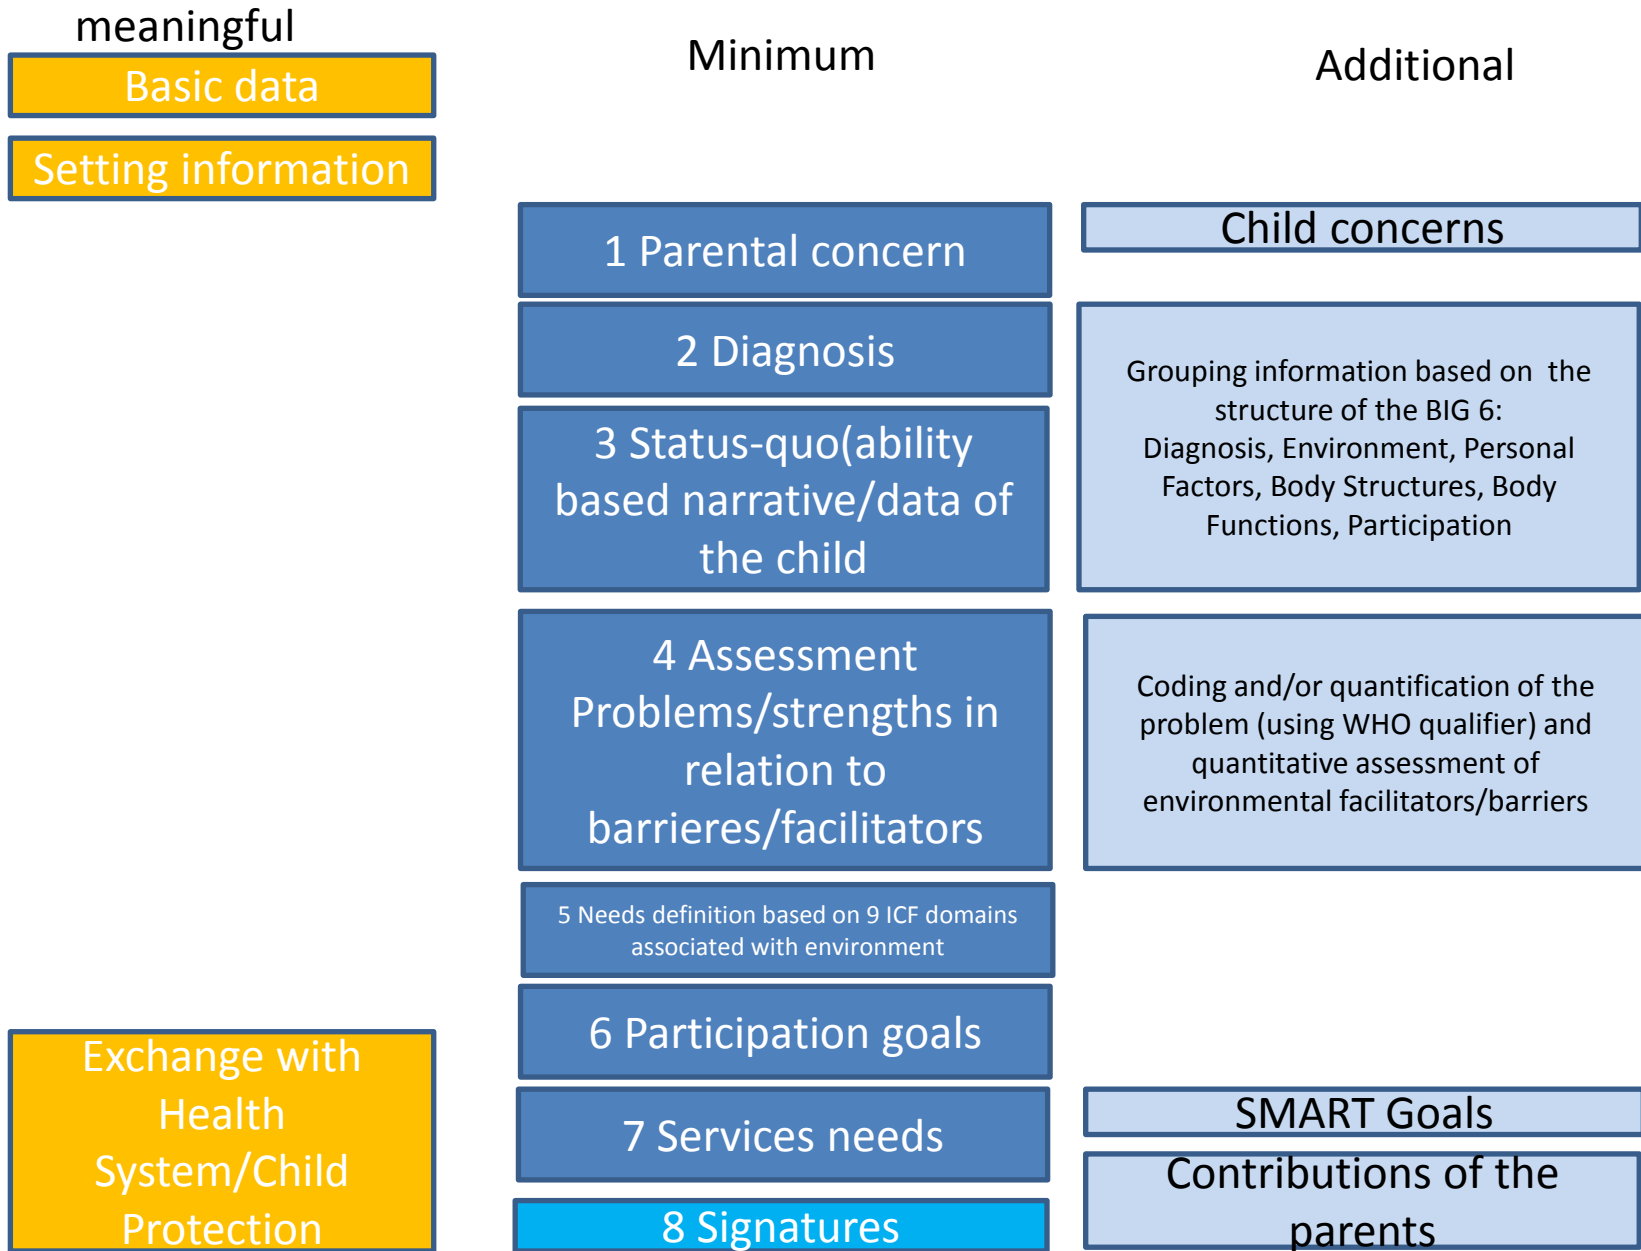 meaningful
Basic data
Setting information
Minimum
1 Parental concern
2 Diagnosis
3 Status-quo(ability
based narrative/data of
the child
4 Assessment
Problems/strengths in
relation to
barrieres/facilitators
5 Needs definition based on 9 ICF domains
associated with environment
6 Participation goals
7 Services needs
8 Signatures
Additional
Child concerns
Grouping information based on the
structure of the BIG 6:
Diagnosis, Environment, Personal
Factors, Body Structures, Body
Functions, Participation
Coding and/or quantification of the
problem (using WHO qualifier) and
quantitative assessment of
environmental facilitators/barriers
SMART Goals
Contributions of the
parents
Exchange with
Health
System/Child
Protection